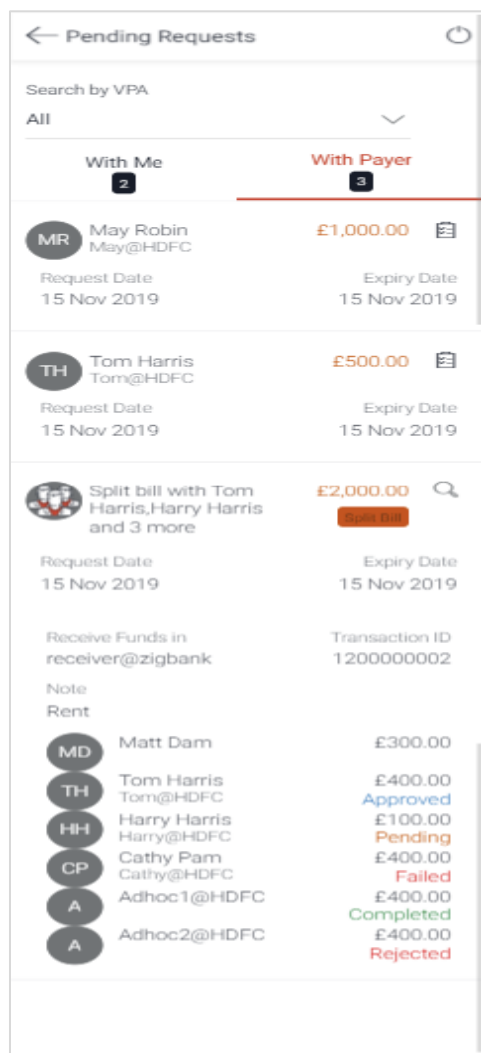 Pending Requests
Search by VPA
All
With Me
2
With Payer
3
MR
May Robin
£1,000.00
May@HDFC
Request Date
Expiry Date
15 Nov 2019
15 Nov 2019
TH
Tom Harris
£500.00
Tom@HDFC
Request Date
Expiry Date
15 Nov 2019
15 Nov 2019
Split bill with Tom
£2,000.00
Harris,Harry Harris
Split Bill
and 3 more
Request Date
Expiry Date
15 Nov 2019
15 Nov 2019
Receive Funds in
Transaction ID
receiver@zigbank
1200000002
Note
Rent
MD
Matt Dam
£300.00
TH
Tom Harris
£400.00
Tom@HDFC
Approved
HH
Harry Harris
£100.00
Harry@HDFC
Pending
CP
Cathy Pam
£400.00
Cathy@HDFC
Failed
A
Adhoc1@HDFC
£400.00
Completed
A
Adhoc2@HDFC
£400.00
Rejected